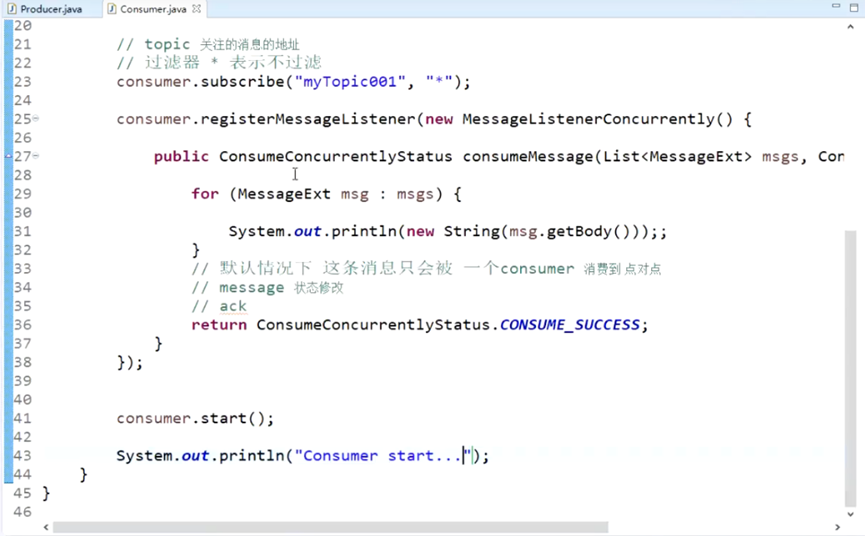 Producer.java Consumer.java
20
21 // topic 关注的消息的地址
22 // 过滤器 * 表示不过滤
23 consumer.subscribe("myTopic001", "*");
24
25 consumer.registerMessageListener(new MessageListenerConcurrently() {
26
27 public ConsumeConcurrentlyStatus consumeMessage(List<MessageExt> msgs, Con
28
29 for (MessageExt msg : msgs) {
30
31 System.out.println(new String(msg.getBody()));;
32 }
33 // 默认情况下 这条消息只会被 一个consumer 消费到 点对点
34 // message 状态修改
35 // ack
36 return ConsumeConcurrentlyStatus.CONSUME_SUCCESS;
37 }
38 });
39
40
41 consumer.start();
42
43 System.out.println("Consumer start...");
44 }
45 }
46